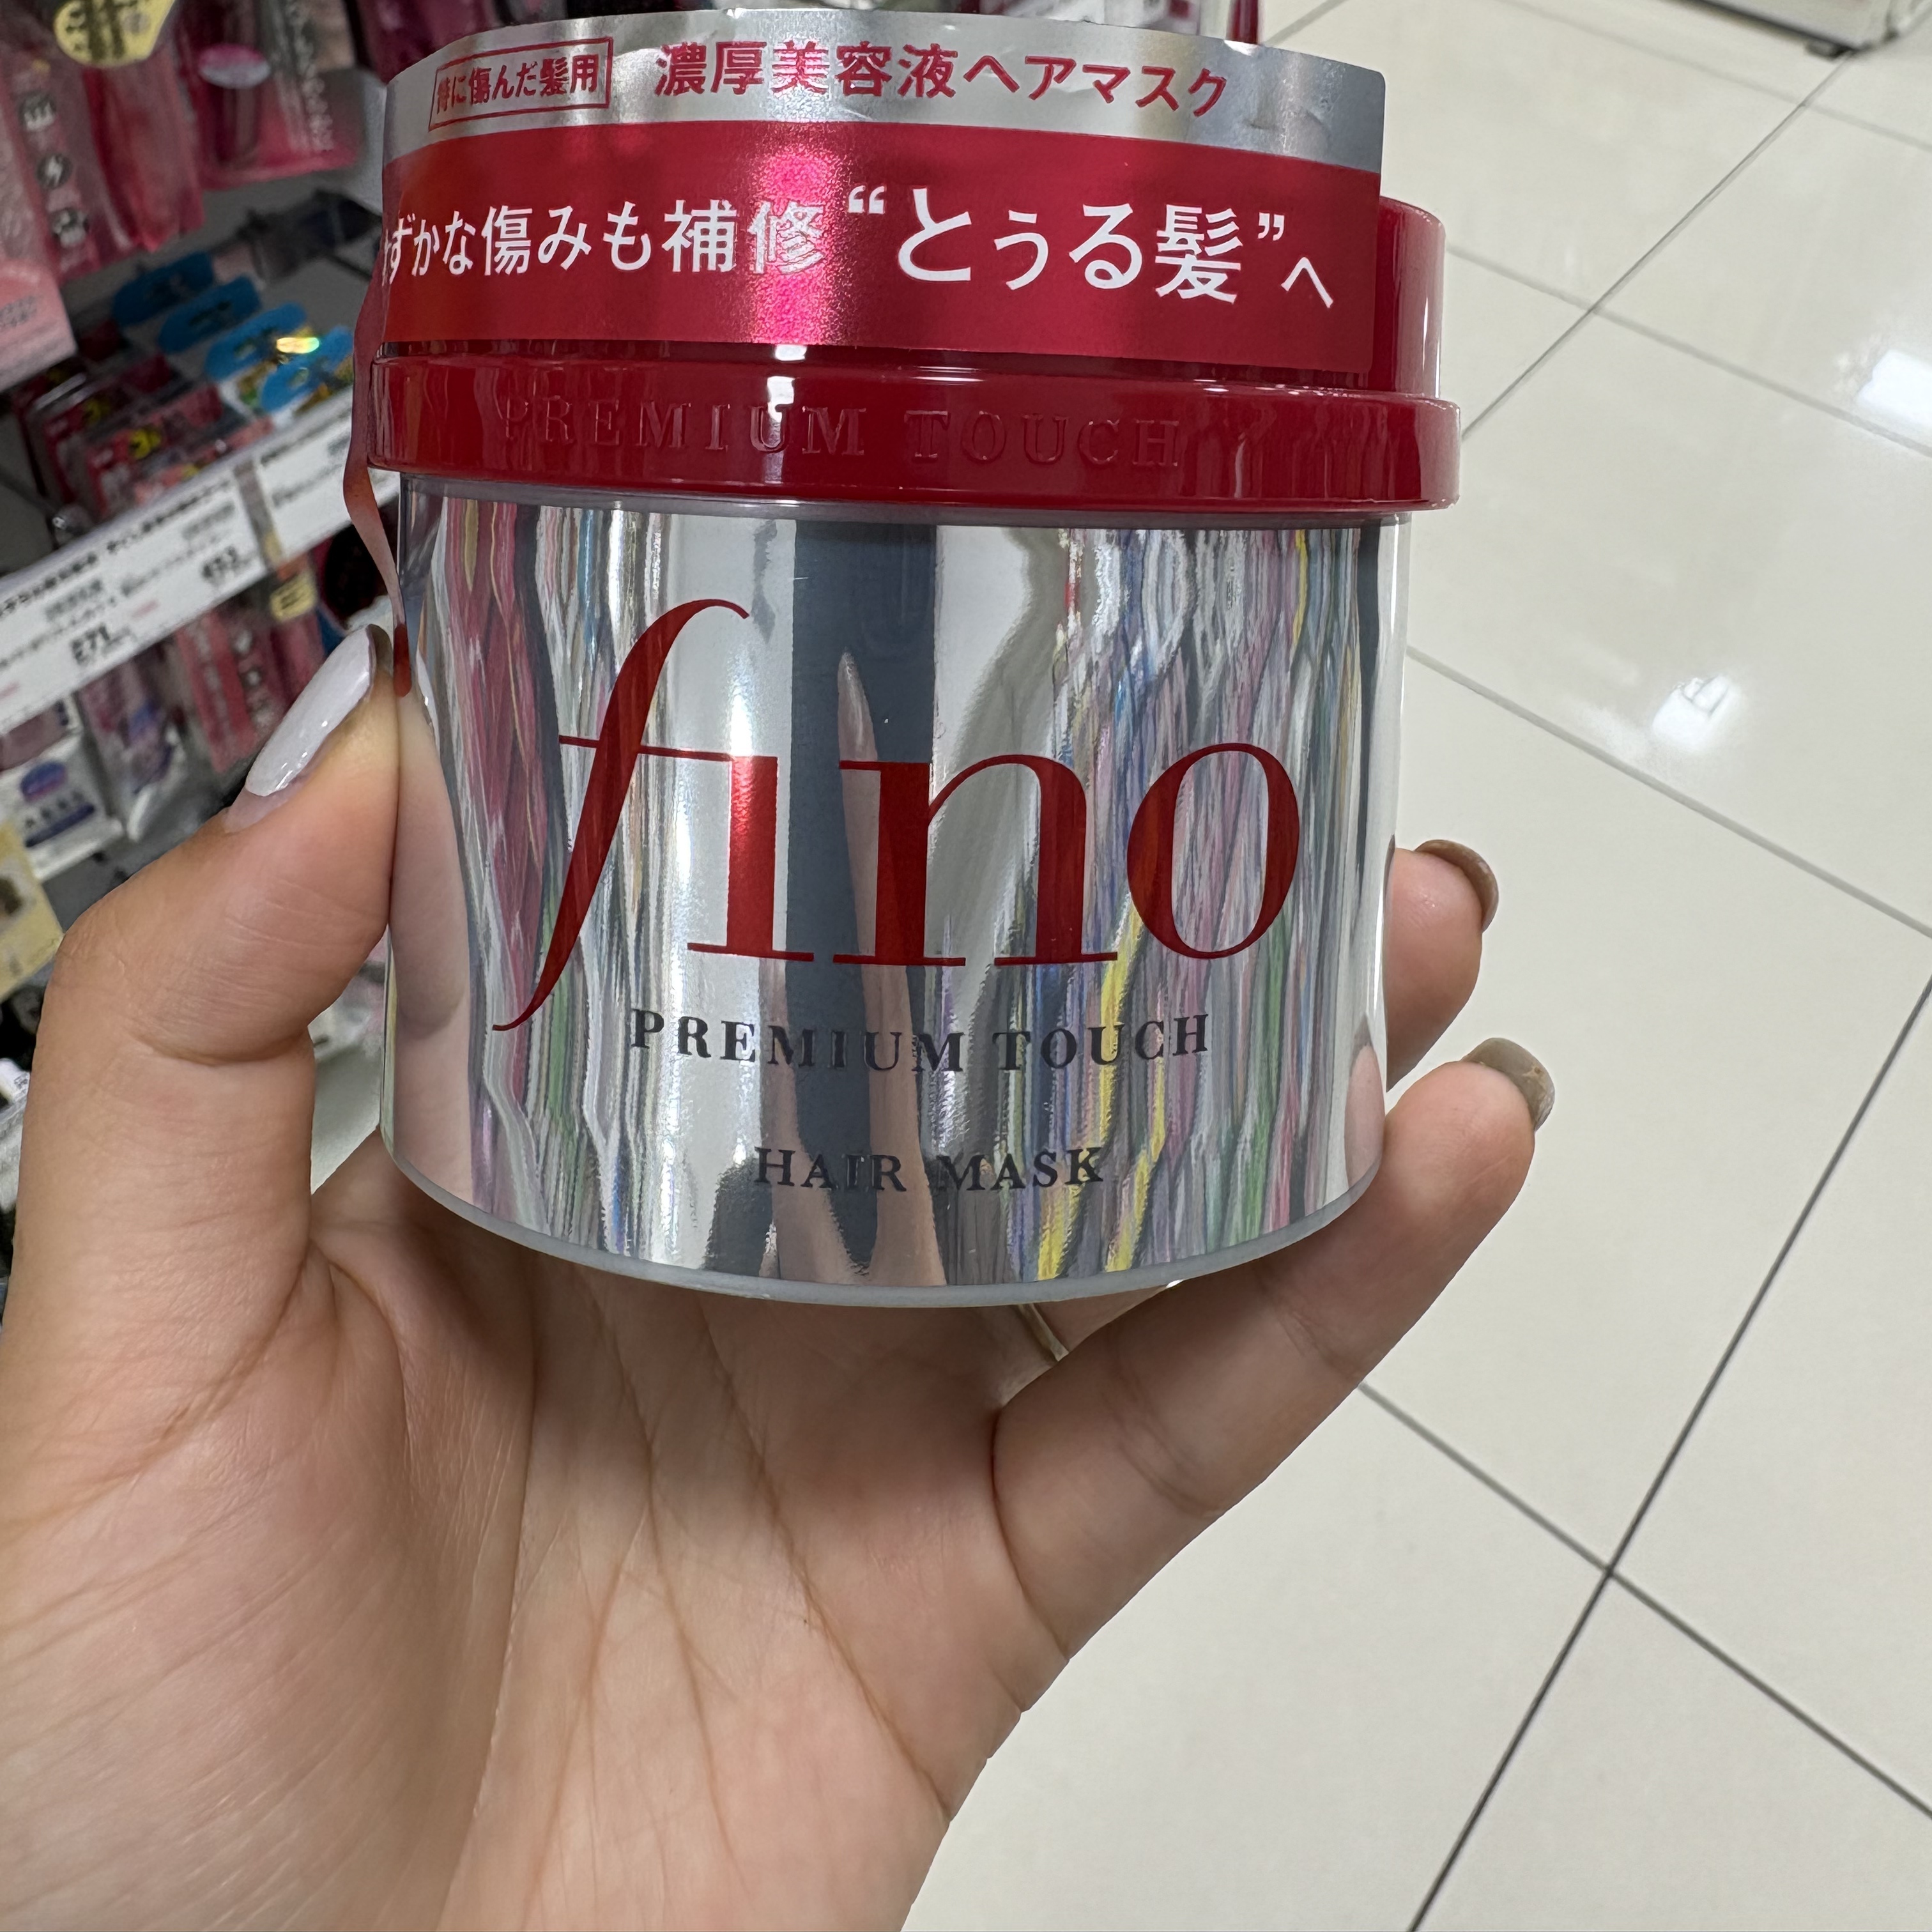 特に傷んだ髪用 濃厚美容液ヘアマスク
ずかな傷みも補修 “とぅる髪”へ
PREMIUM TOUCH
fino
PREMIUM TOUCH
HAIR MASK